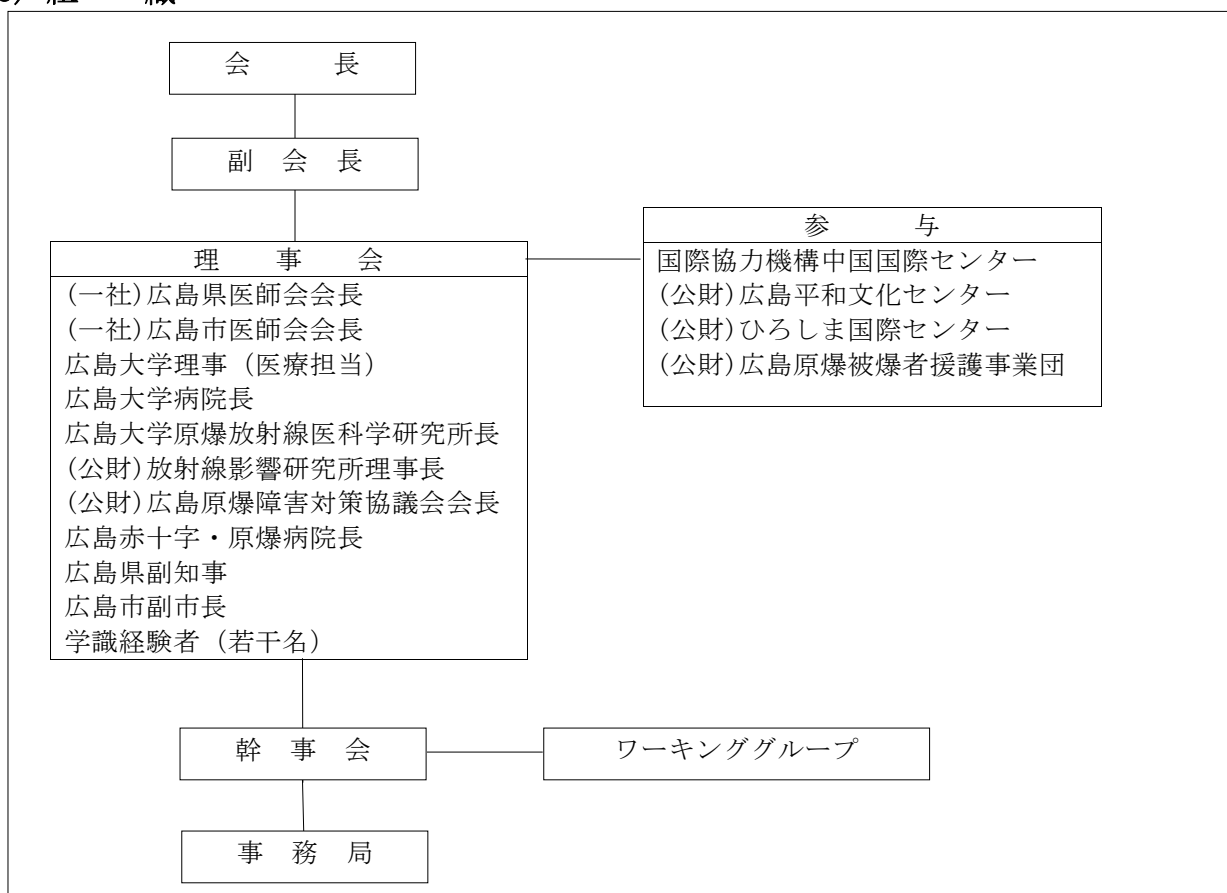 組　織
会　長
副　会　長
理　事　会
(一社)広島県医師会会長
(一社)広島市医師会会長
広島大学理事（医療担当）
広島大学病院長
広島大学原爆放射線医科学研究所長
(公財)放射線影響研究所理事長
(公財)広島原爆障害対策協議会会長
広島赤十字・原爆病院長
広島県副知事
広島市副市長
学識経験者（若干名）
参　与
国際協力機構中国国際センター
(公財)広島平和文化センター
(公財)ひろしま国際センター
(公財)広島原爆被爆者援護事業団
幹　事　会
ワーキンググループ
事　務　局